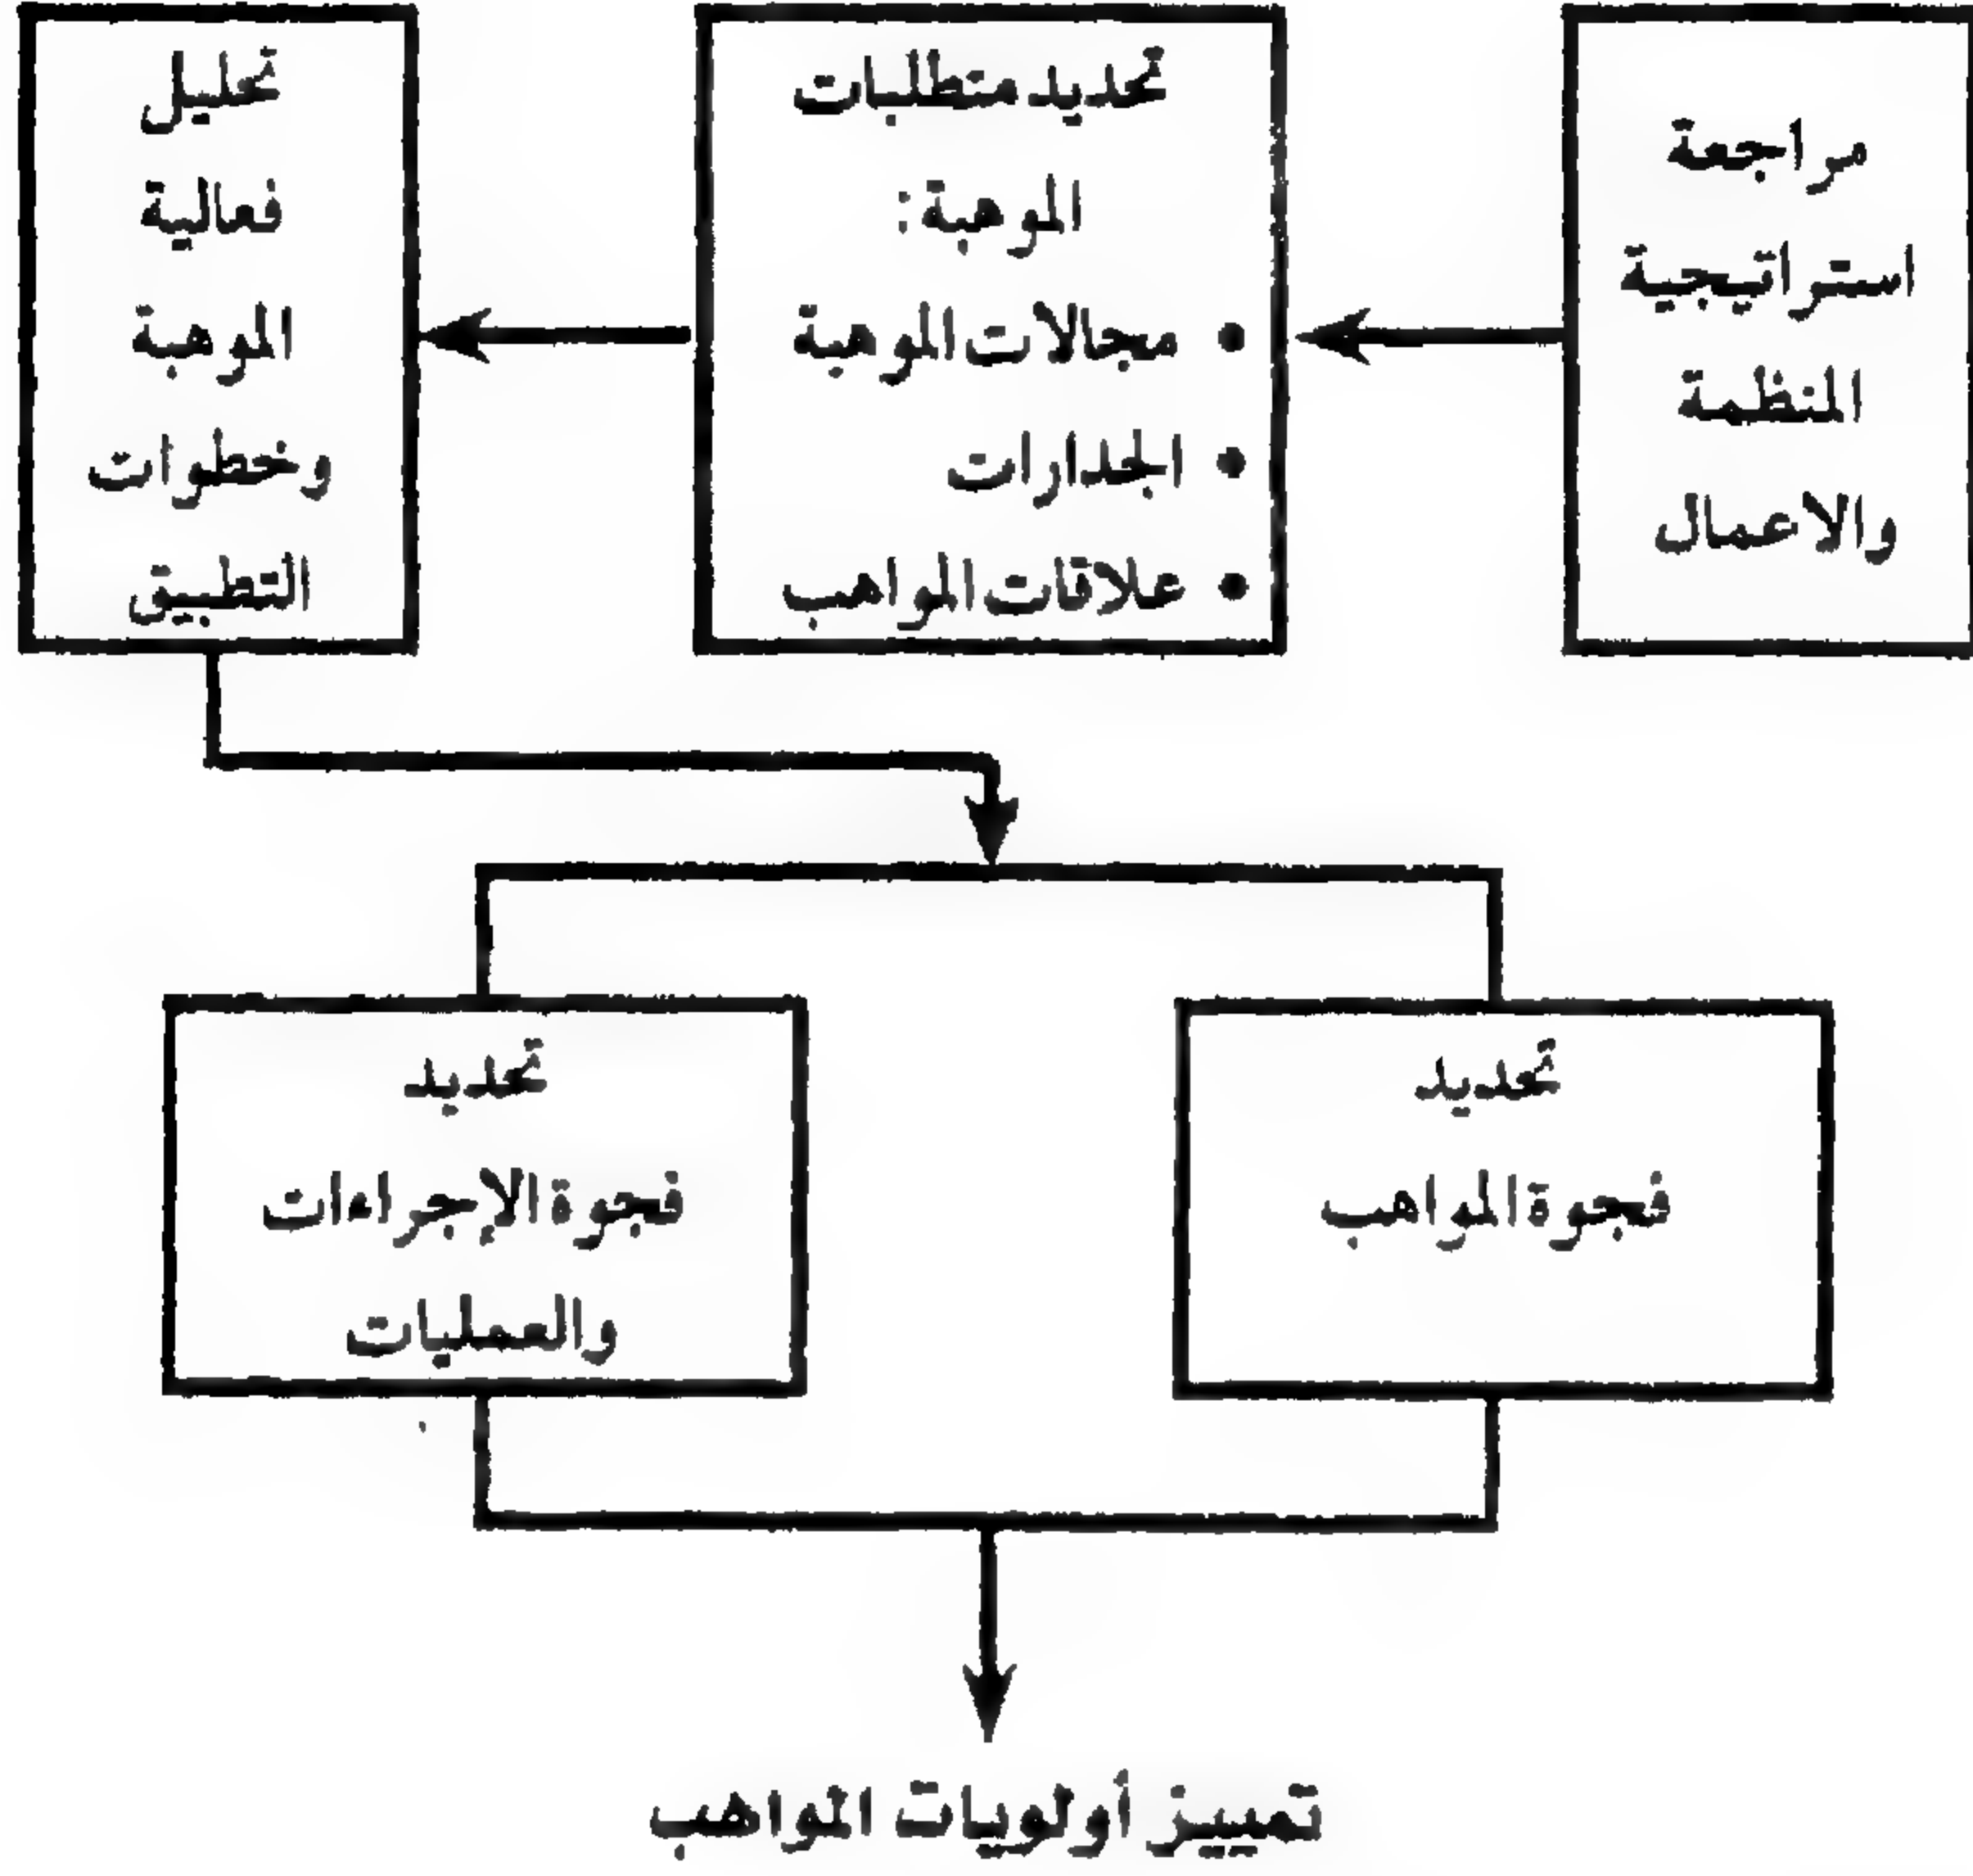 مراجعة
استراتيجية
المنظمة
والاعمال
تحديد متطلبات
الموهبة:
• مجالات الموهبة
• الجدارات
• علاقات المواهب
تحليل
فعالية
الموهبة
وخطوات
التطبيق
تحديد
فجوة المواهب
تحديد
فجوة الإجراءات
والعمليات
تمييز أولويات المواهب